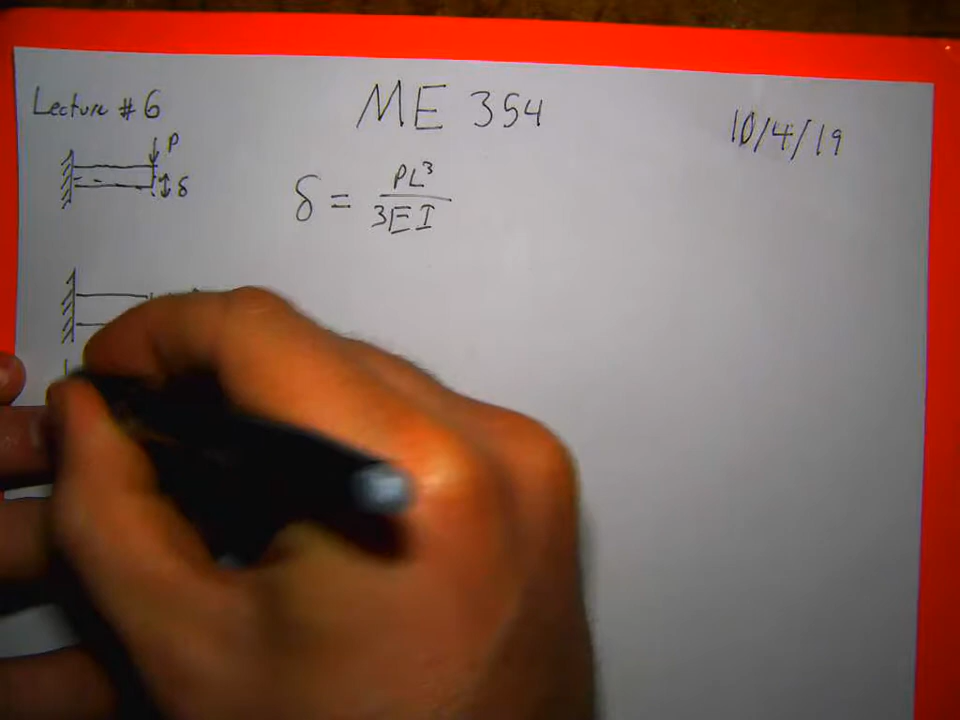 Lecture #6
ME 354
10/4/19
P
δ
δ = PL³/3EI